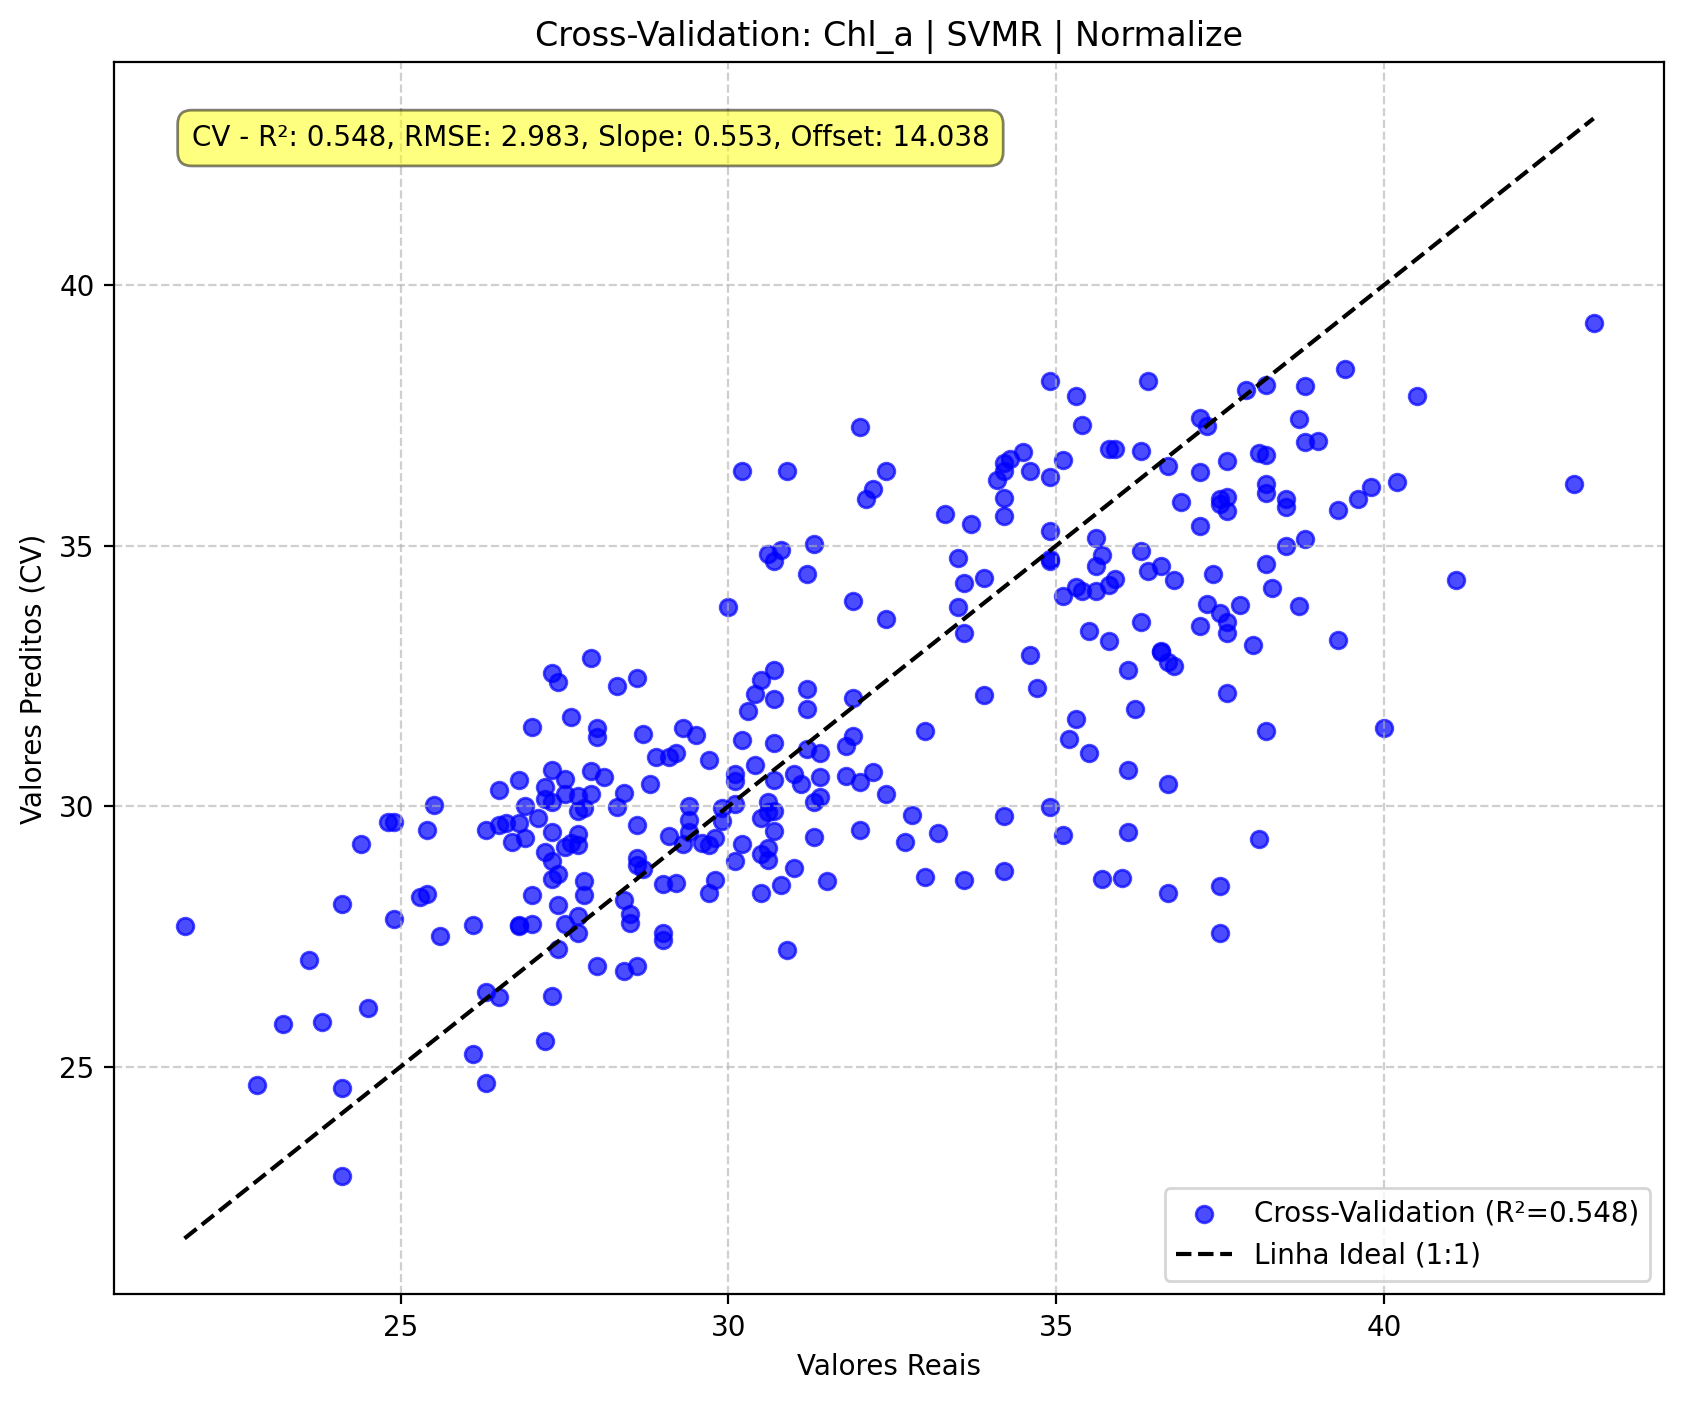 Cross-Validation: Chl_a | SVMR | Normalize
CV - R²: 0.548, RMSE: 2.983, Slope: 0.553, Offset: 14.038
40
35
30
25
Valores Preditos (CV)
Cross-Validation (R²=0.548)
Linha Ideal (1:1)
25 30 35 40
Valores Reais